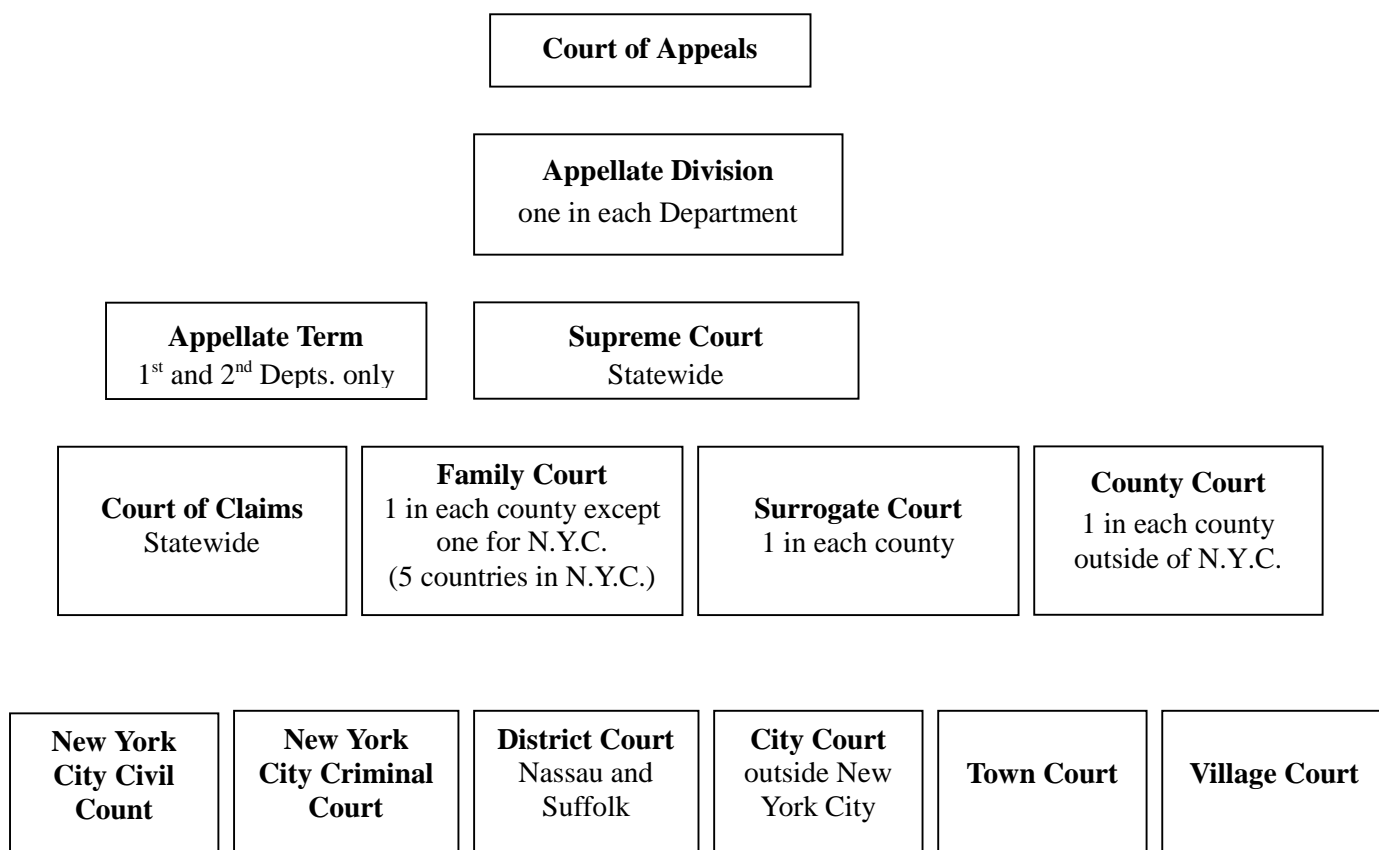 Court of Appeals
Appellate Division
one in each Department
Appellate Term
1st and 2nd Depts. only
Supreme Court
Statewide
Court of Claims
Statewide
Family Court
1 in each county except
one for N.Y.C.
(5 countries in N.Y.C.)
Surrogate Court
1 in each county
County Court
1 in each county
outside of N.Y.C.
New York
City Civil
Count
New York
City Criminal
Court
District Court
Nassau and
Suffolk
City Court
outside New
York City
Town Court
Village Court